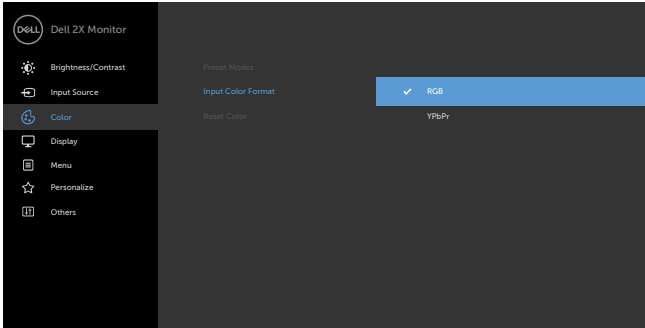 DELL Dell 2X Monitor
Brightness/Contrast
Preset Modes
Input Source
Input Color Format
✓ RGB
Color
Reset Color
YPbPr
Display
Menu
Personalize
Others